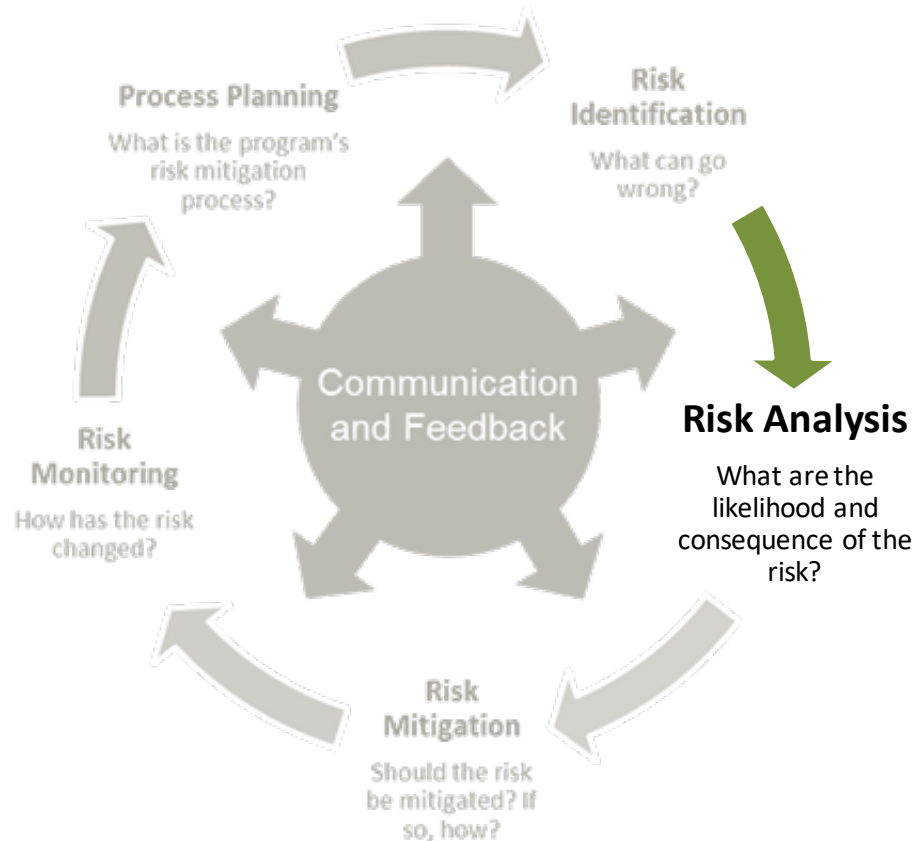 Process Planning
What is the program's
risk mitigation
process?
Risk
Identification
What can go
wrong?
Communication
and Feedback
Risk Analysis
What are the
likelihood and
consequence of the
risk?
Risk
Monitoring
How has the risk
changed?
Risk
Mitigation
Should the risk
be mitigated? If
so, how?